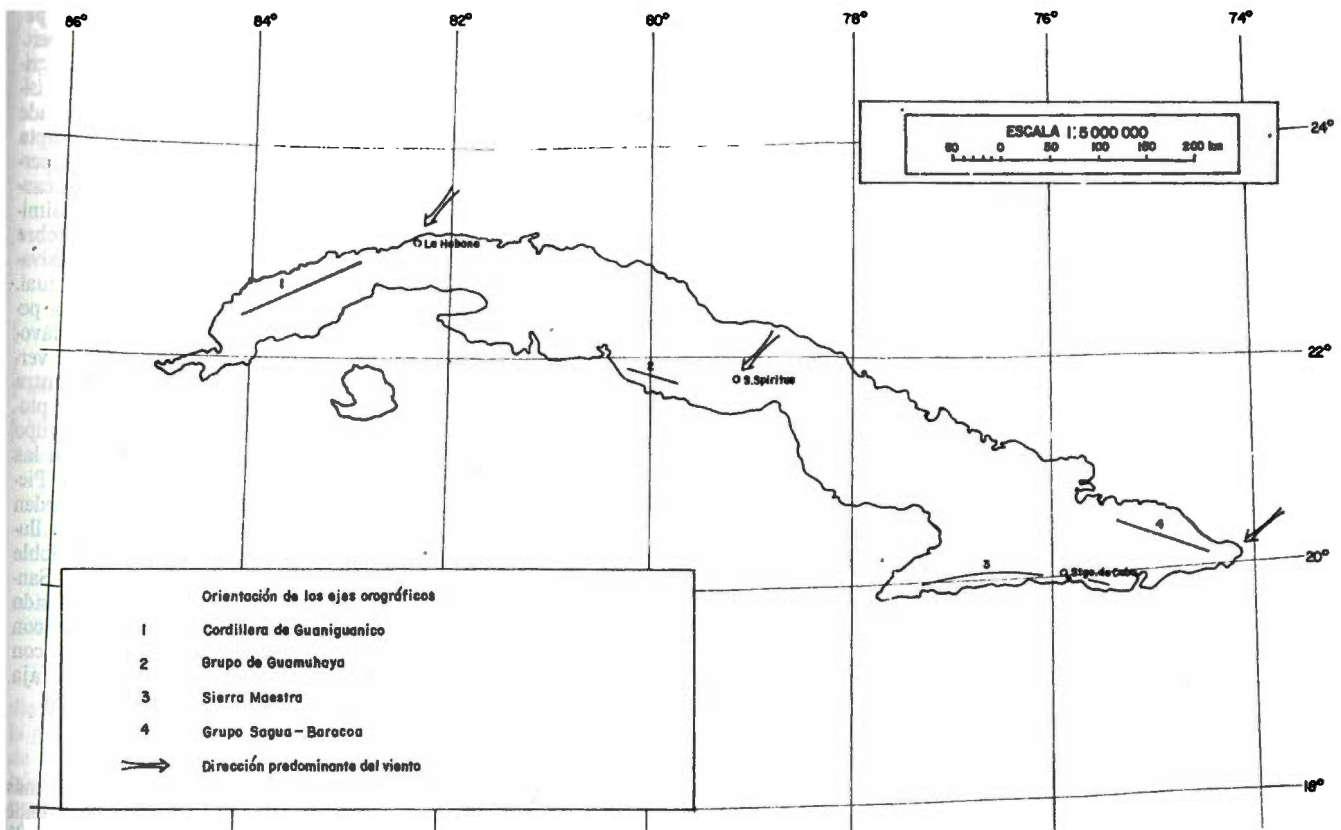 86° 84° 82° 80° 78° 76° 74°
24°
ESCALA 1:5 000 000
50 0 50 100 150 200 km
La Habana
1
22°
2
S. Spiritus
4
20°
3
Stgo. de Cuba
Orientación de los ejes orográficos
1 Cordillera de Guaniguanico
2 Grupo de Guamuhaya
3 Sierra Maestra
4 Grupo Sagua-Baracoa
Dirección predominante del viento
18°